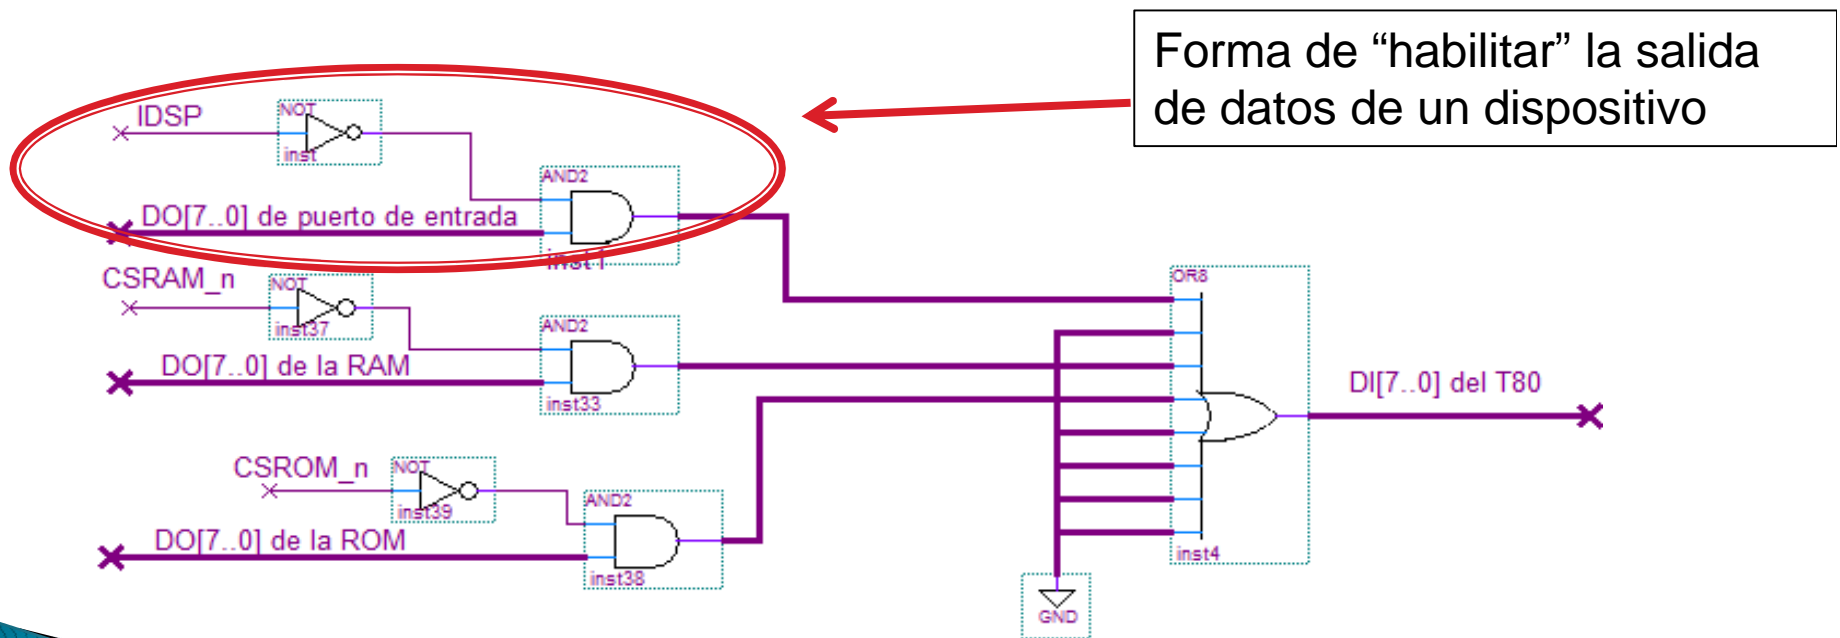 Forma de “habilitar” la salida
de datos de un dispositivo
IDSP
NOT
inst
AND2
DO[7..0] de puerto de entrada
inst1
CSRAM_n
NOT
inst37
AND2
DO[7..0] de la RAM
inst33
CSROM_n
NOT
inst39
AND2
DO[7..0] de la ROM
inst38
OR8
DI[7..0] del T80
inst4
GND